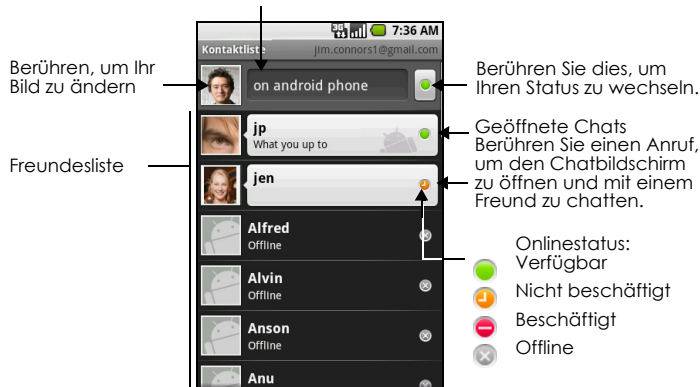 3G 7:36 AM
Kontaktliste jim.connors1@gmail.com
Berühren, um Ihr
Bild zu ändern
on android phone
Berühren Sie dies, um
Ihren Status zu wechseln.
Freundesliste
jp
What you up to
Geöffnete Chats
Berühren Sie einen Anruf,
um den Chatbildschirm
zu öffnen und mit einem
Freund zu chatten.
jen
Alfred
Offline
Alvin
Offline
Anson
Offline
Anu
Onlinestatus:
Verfügbar
Nicht beschäftigt
Beschäftigt
Offline